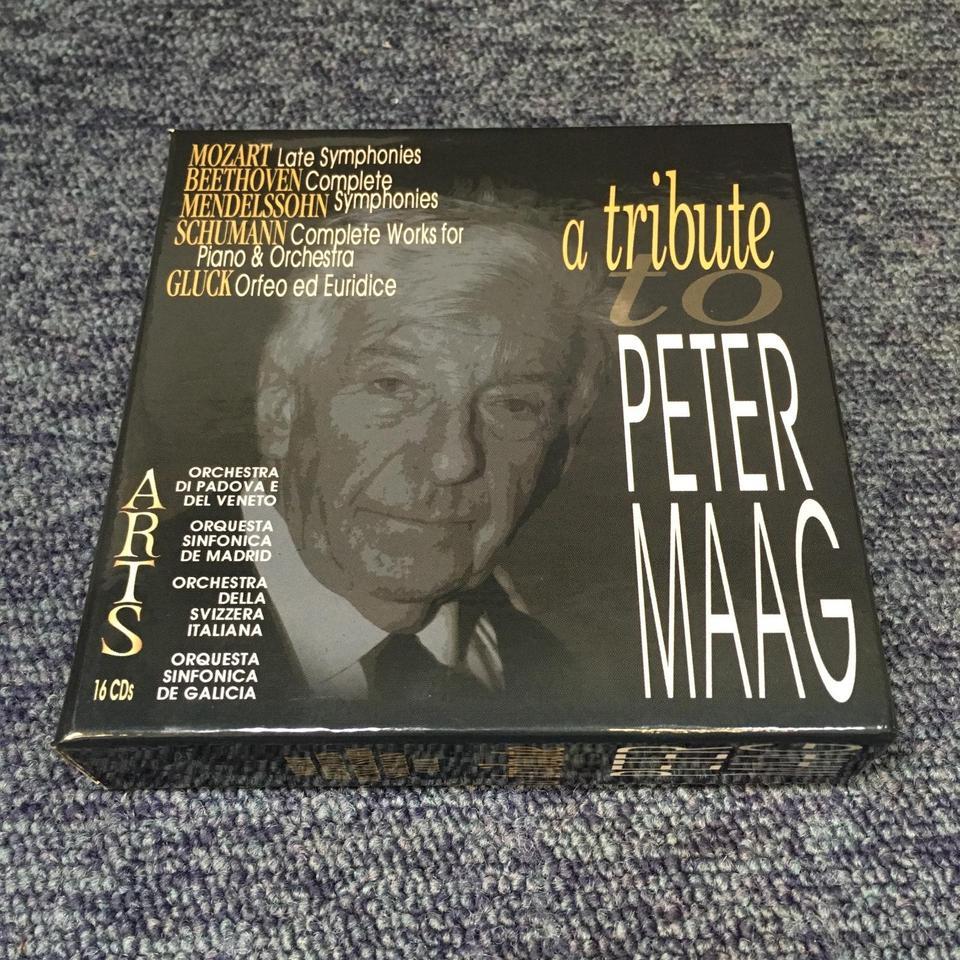 MOZART Late Symphonies
BEETHOVEN Complete
MENDELSSOHN Symphonies
SCHUMANN Complete Works for
Piano & Orchestra
GLUCK Orfeo ed Euridice
a tribute
to
PETER
MAAG
ARTS
16 CDs
ORCHESTRA
DI PADOVA E
DEL VENETO
ORQUESTA
SINFONICA
DE MADRID
ORCHESTRA
DELLA
SVIZZERA
ITALIANA
ORQUESTA
SINFONICA
DE GALICIA